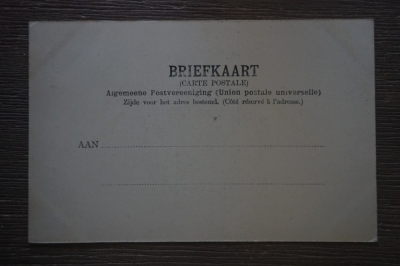 BRIEFKAART
(CARTE POSTALE)
Algemeene Postvereeniging (Union postale universelle)
Zijde voor het adres bestemd. (Côté réservé à l'adresse.)
AAN